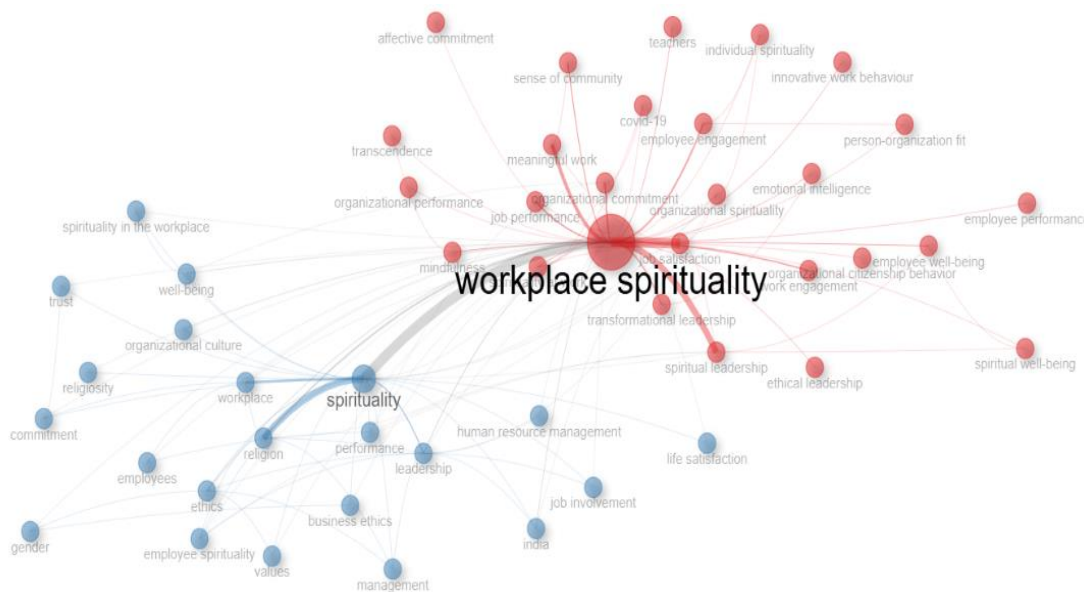 affective commitment
teachers
individual spirituality
sense of community
innovative work behaviour
covid-19
employee engagement
person-organization fit
transcendence
meaningful work
emotional intelligence
organizational performance
organizational commitment
job performance
organizational spirituality
employee performance
spirituality in the workplace
mindfulness
job satisfaction
employee well-being
organizational citizenship behavior
work engagement
workplace spirituality
well-being
trust
transformational leadership
organizational culture
spiritual leadership
spiritual well-being
ethical leadership
religiosity
workplace
spirituality
commitment
human resource management
religion
performance
life satisfaction
leadership
employees
ethics
job involvement
business ethics
gender
employee spirituality
india
values
management